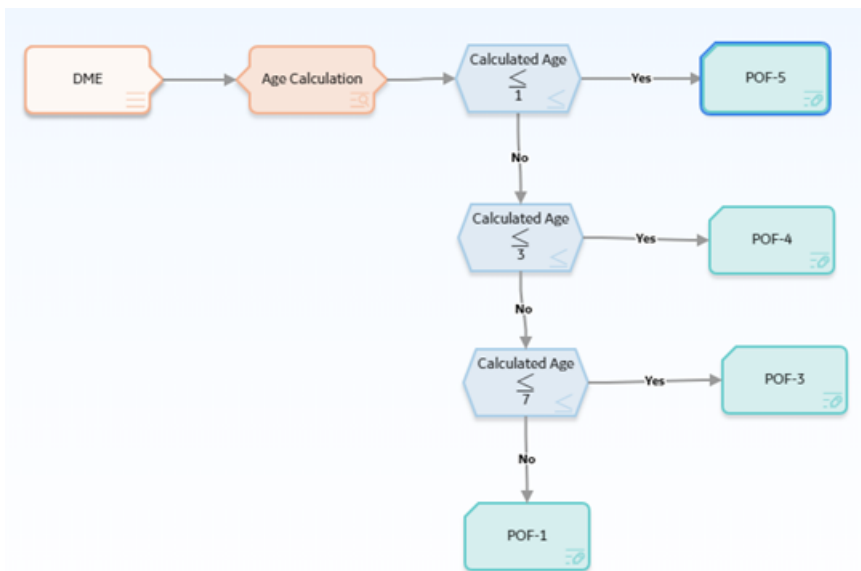 DME
Age Calculation
Calculated Age
≤
1
Yes
POF-5
No
Calculated Age
≤
3
Yes
POF-4
No
Calculated Age
≤
7
Yes
POF-3
No
POF-1